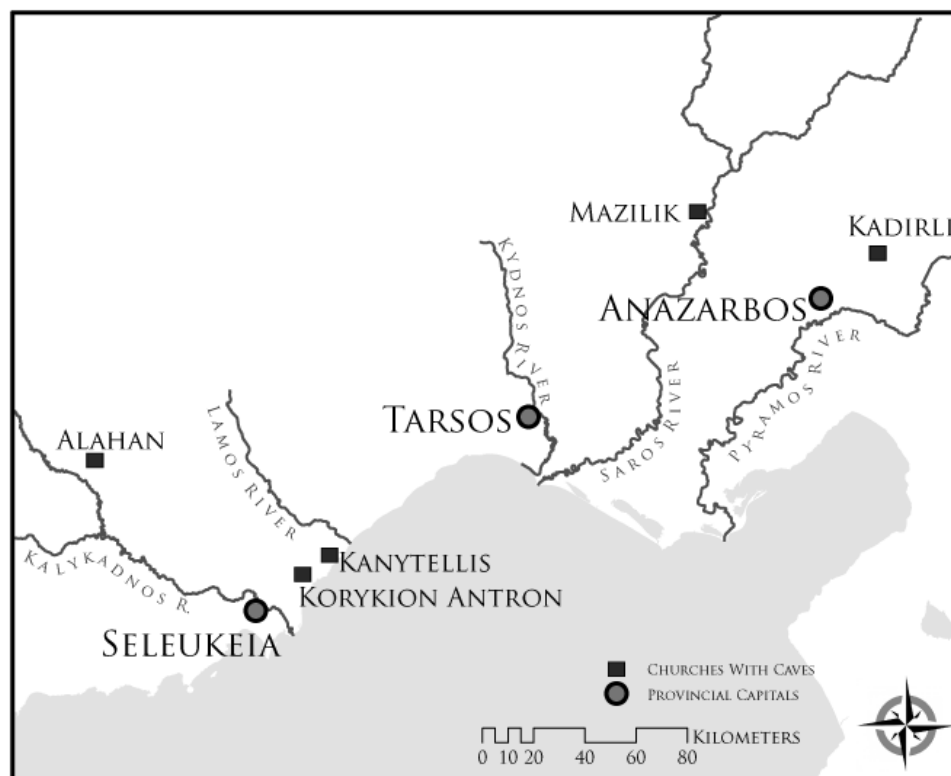 MAZILIK
KADIRLI
KYDNOS RIVER
ANAZARBOS
TARSOS
SAROS RIVER
PYRAMOS RIVER
ALAHAN
LAMOS RIVER
KANYTELLIS
KORYKION ANTRON
KALYKADNOS R.
SELEUKEIA
CHURCHES WITH CAVES
PROVINCIAL CAPITALS
KILOMETERS
0 10 20 40 60 80